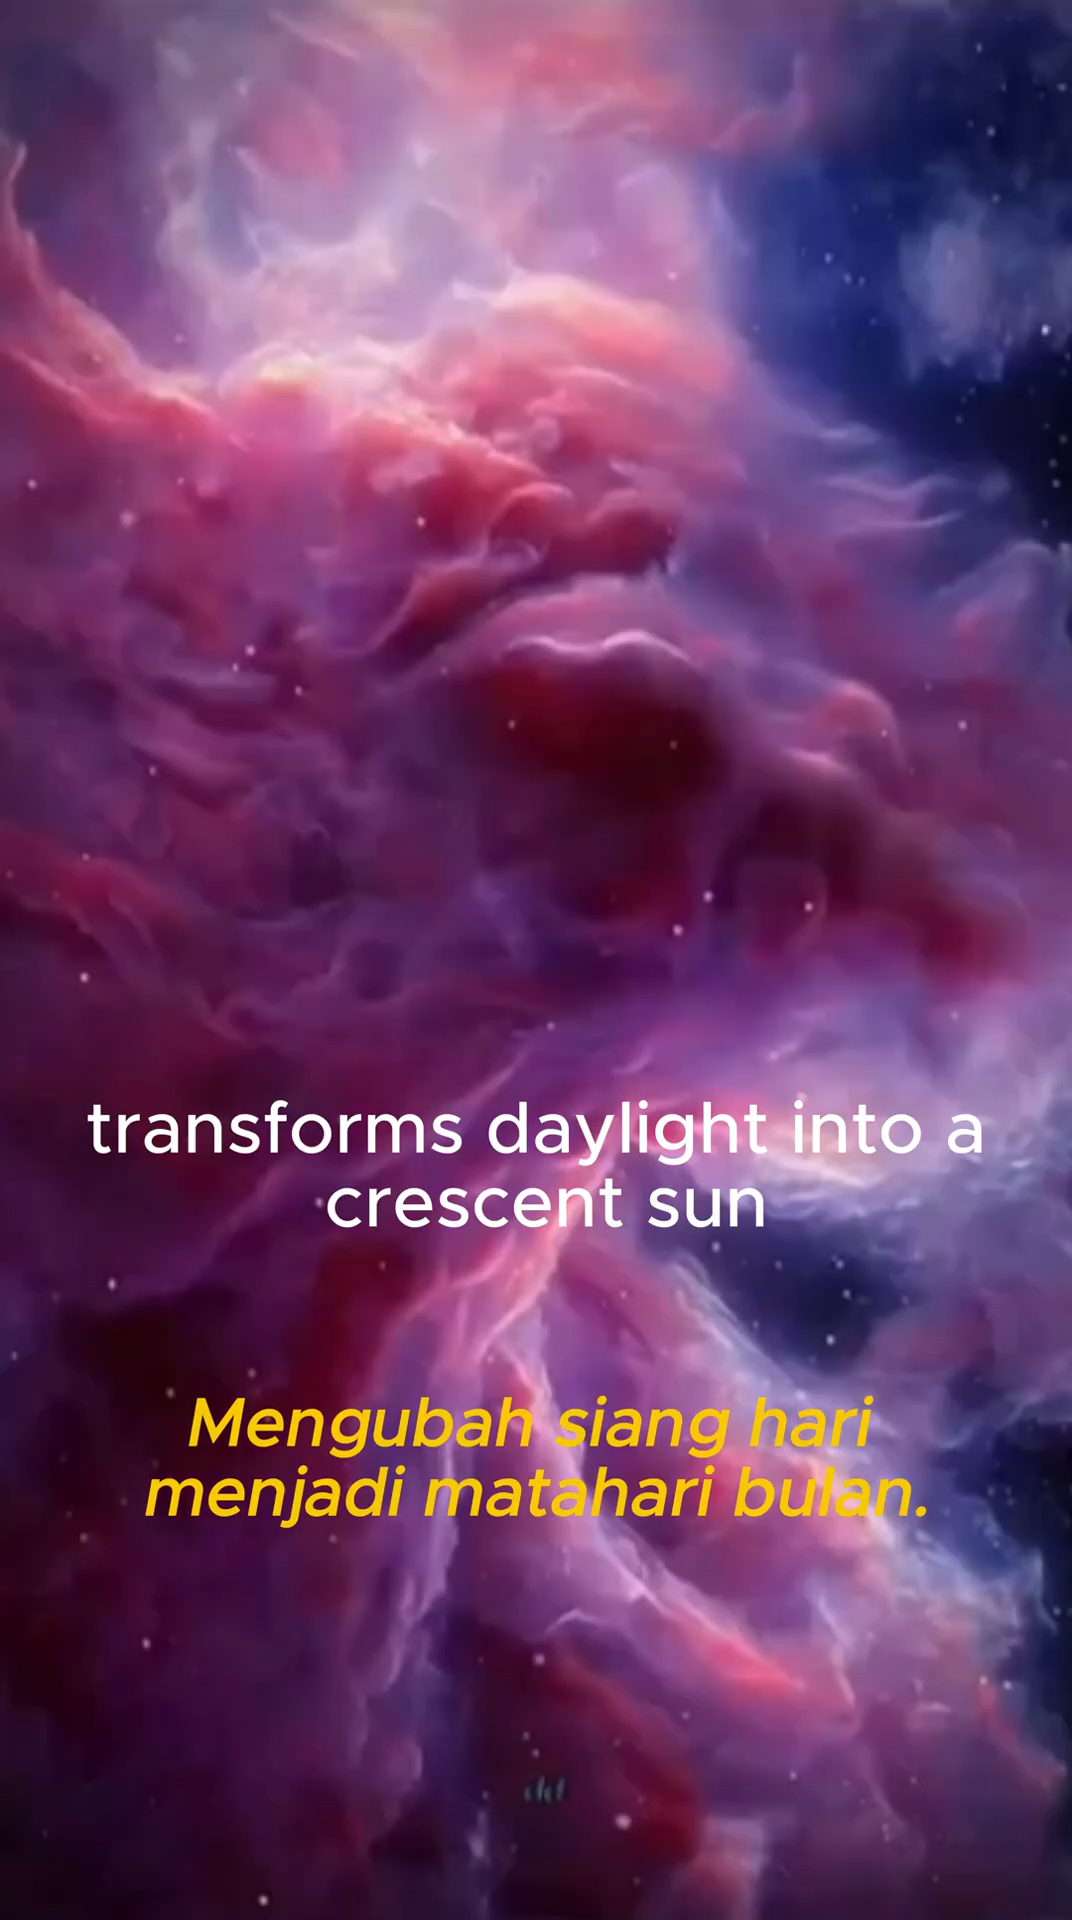 transforms daylight into a
crescent sun
Mengubah siang hari
menjadi matahari bulan.